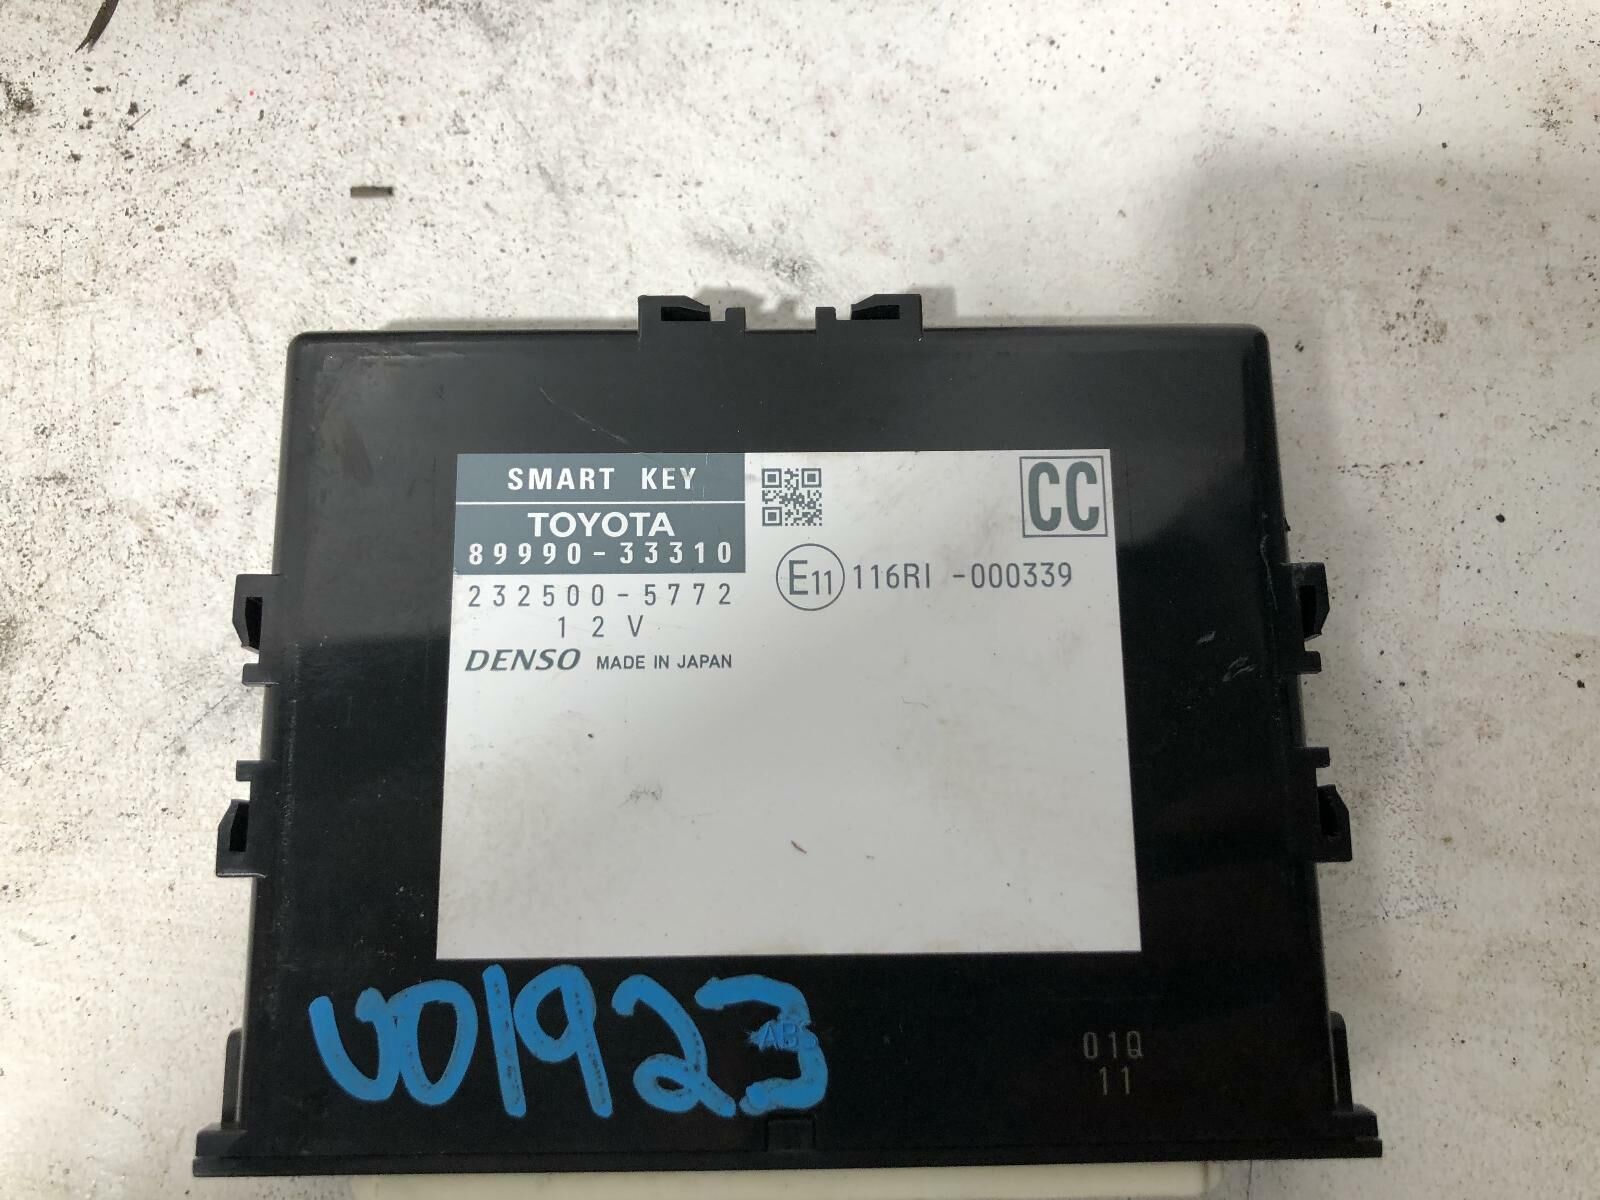 SMART KEY
TOYOTA
89990-33310
232500-5772
12V
DENSO MADE IN JAPAN
CC
E11 116RI -000339
V01923
ABS
01Q
11